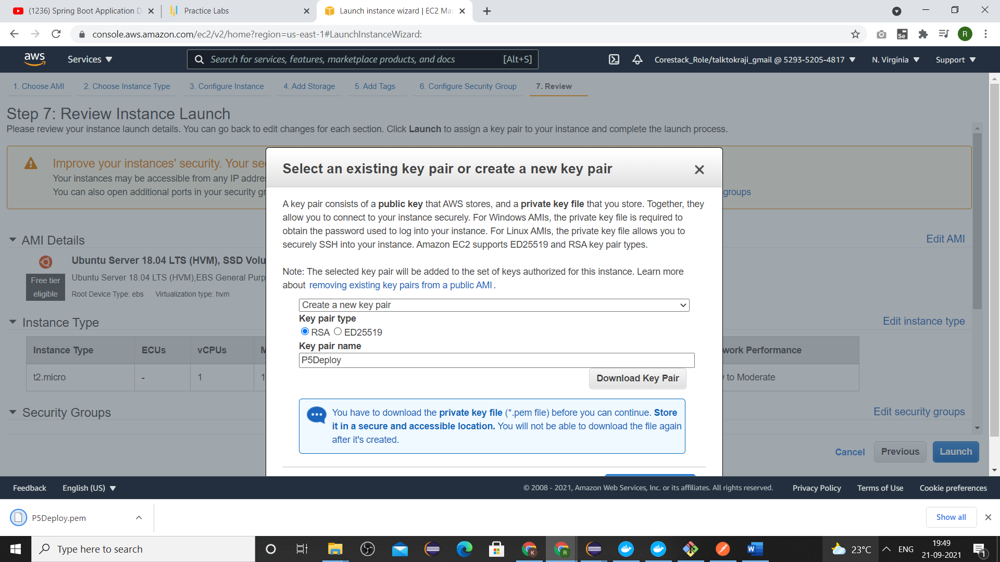 (1236) Spring Boot Application D
Practice Labs
Launch instance wizard | EC2 Ma
console.aws.amazon.com/ec2/v2/home?region=us-east-1#LaunchInstanceWizard:
Se
R
aws
Services
Search for services, features, marketplace products, and docs
[Alt+S]
Corestack_Role/talktokraji_gmail @ 5293-5205-4817
N. Virginia
Support
1. Choose AMI
2. Choose Instance Type
3. Configure Instance
4. Add Storage
5. Add Tags
6. Configure Security Group
7. Review
Step 7: Review Instance Launch
Please review your instance launch details. You can go back to edit changes for each section. Click Launch to assign a key pair to your instance and complete the launch process.
Improve your instances' security. Your se
Your instances may be accessible from any IP addre
You can also open additional ports in your security gr
groups
AMI Details
Edit AMI
Ubuntu Server 18.04 LTS (HVM), SSD Volu
Free tier
eligible
Ubuntu Server 18.04 LTS (HVM),EBS General Purp
Root Device Type: ebs
Virtualization type: hvm
Instance Type
Edit instance type
Instance Type
ECUs
vCPUs
M
work Performance
t2.micro
-
1
1
to Moderate
Security Groups
Edit security groups
Cancel
Previous
Launch
Select an existing key pair or create a new key pair
A key pair consists of a public key that AWS stores, and a private key file that you store. Together, they
allow you to connect to your instance securely. For Windows AMIs, the private key file is required to
obtain the password used to log into your instance. For Linux AMIs, the private key file allows you to
securely SSH into your instance. Amazon EC2 supports ED25519 and RSA key pair types.
Note: The selected key pair will be added to the set of keys authorized for this instance. Learn more
about removing existing key pairs from a public AMI .
Create a new key pair
Key pair type
RSA
ED25519
Key pair name
P5Deploy
Download Key Pair
You have to download the private key file (*.pem file) before you can continue. Store
it in a secure and accessible location. You will not be able to download the file again
after it's created.
Feedback
English (US)
© 2008 - 2021, Amazon Web Services, Inc. or its affiliates. All rights reserved.
Privacy Policy
Terms of Use
Cookie preferences
P5Deploy.pem
Show all
Type here to search
K
R
W
23°C
ENG
19:49
21-09-2021
1